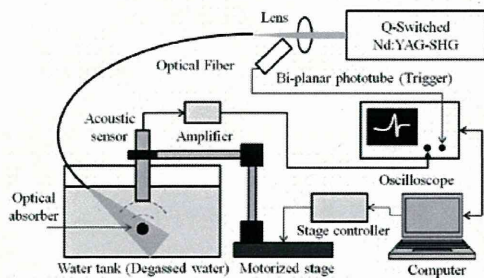 Lens
Q-Switched
Nd:YAG-SHG
Optical Fiber
Bi-planar phototube (Trigger)
Acoustic
sensor
Amplifier
Oscilloscope
Optical
absorber
Stage controller
Water tank (Degassed water)
Motorized stage
Computer